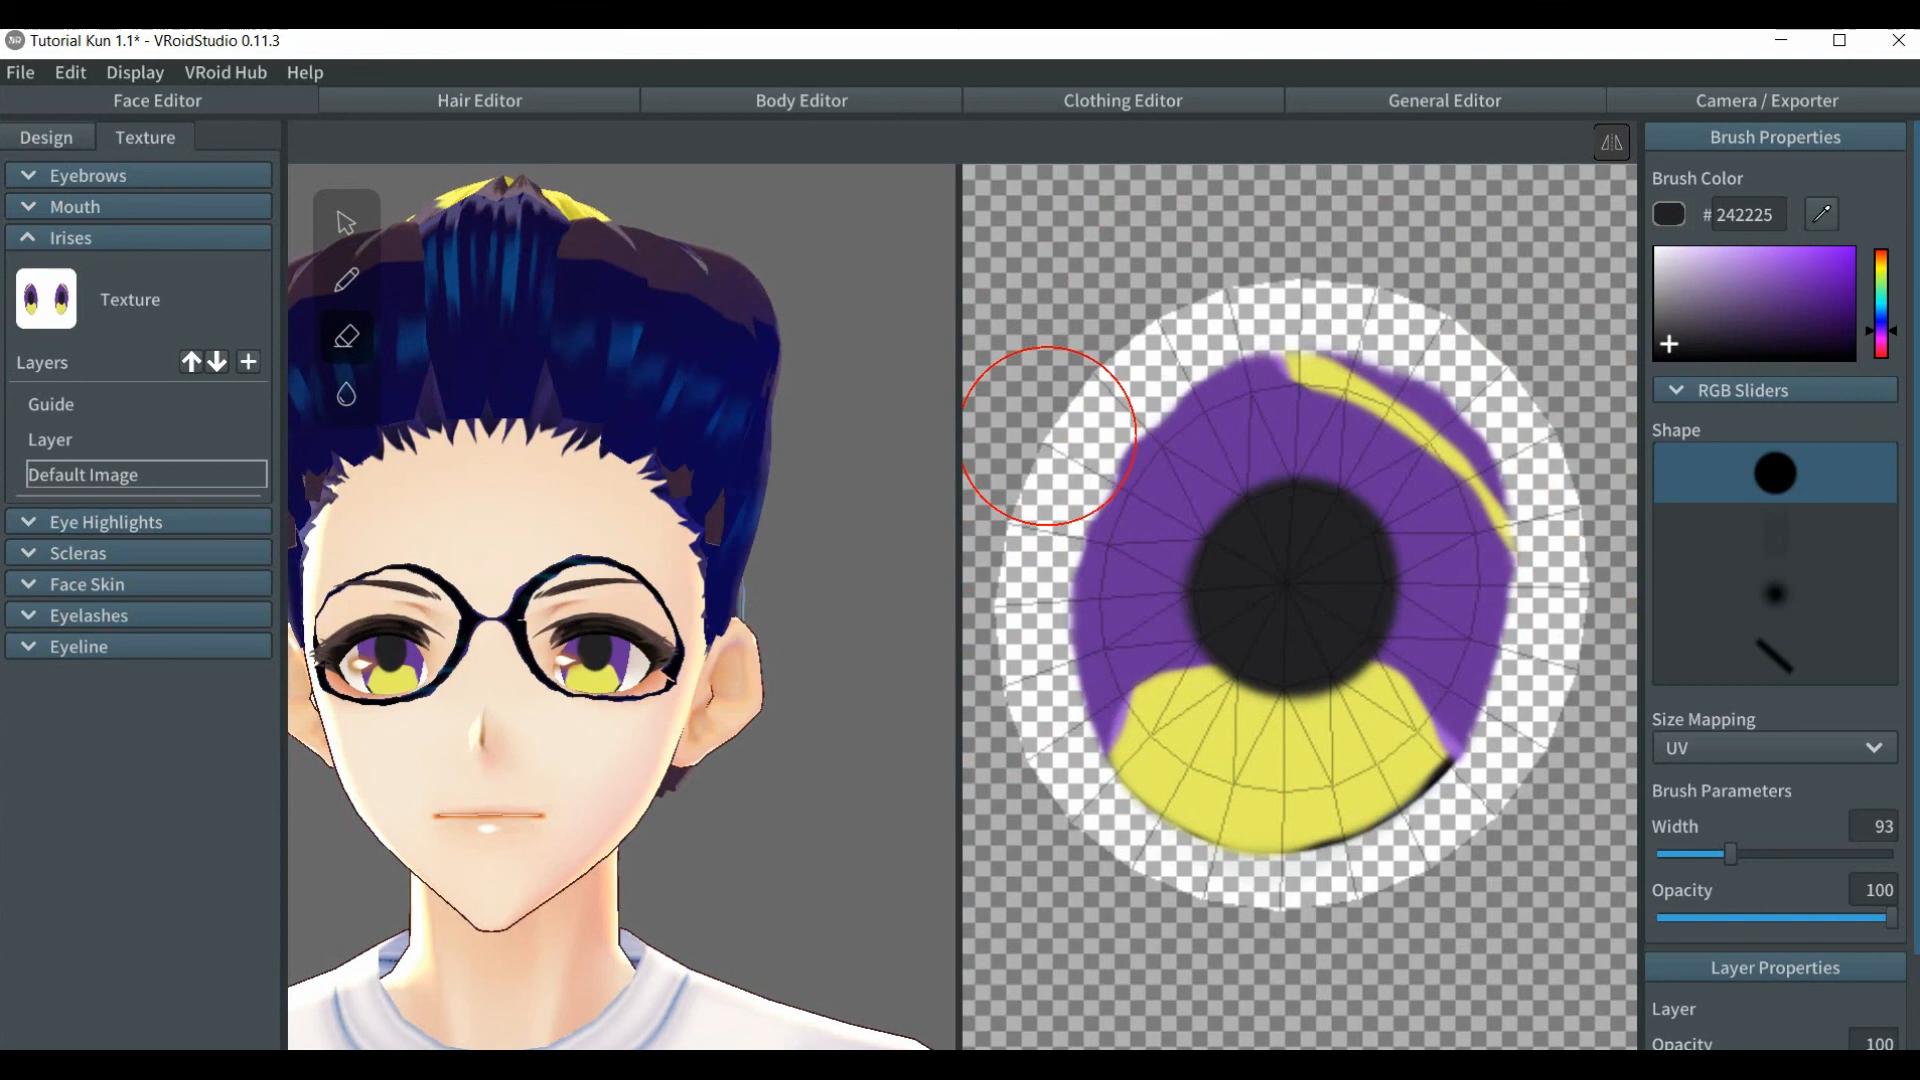 Tutorial Kun 1.1* - VRoidStudio 0.11.3
File Edit Display VRoid Hub Help
Face Editor Hair Editor Body Editor Clothing Editor General Editor Camera / Exporter
Design Texture
Eyebrows
Mouth
Irises
Texture
Layers
Guide
Layer
Default Image
Eye Highlights
Scleras
Face Skin
Eyelashes
Eyeline
Brush Properties
Brush Color
# 242225
RGB Sliders
Shape
Size Mapping
UV
Brush Parameters
Width 93
Opacity 100
Layer Properties
Layer
Opacity 100